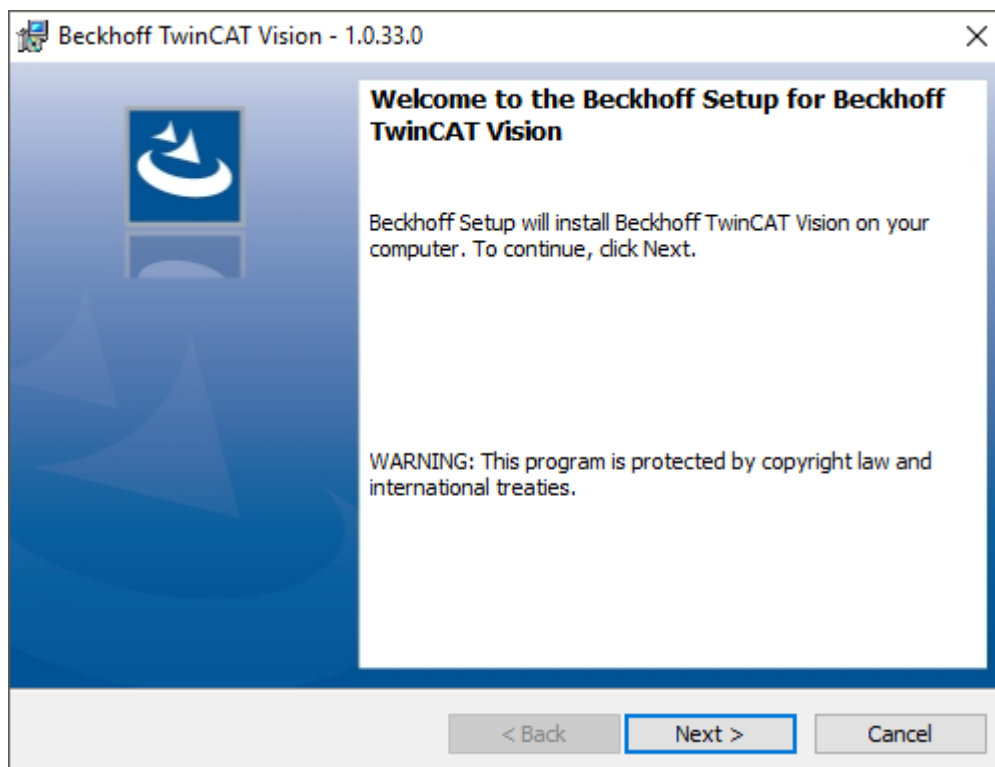 Beckhoff TwinCAT Vision - 1.0.33.0
Welcome to the Beckhoff Setup for Beckhoff
TwinCAT Vision
Beckhoff Setup will install Beckhoff TwinCAT Vision on your
computer. To continue, click Next.
WARNING: This program is protected by copyright law and
international treaties.
< Back
Next >
Cancel